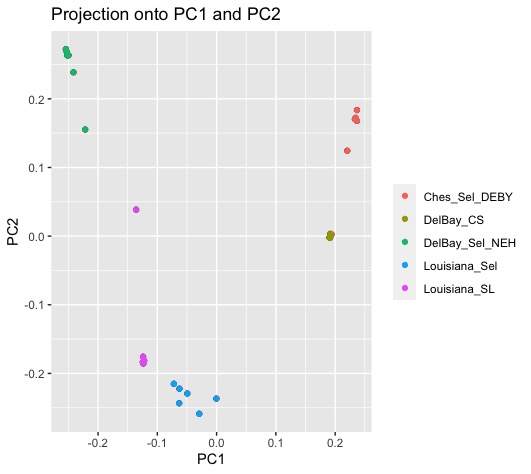 Projection onto PC1 and PC2
0.2
0.1
0.0
-0.1
-0.2
PC2
-0.2
-0.1
0.0
0.1
0.2
PC1
Ches_Sel_DEBY
DelBay_CS
DelBay_Sel_NEH
Louisiana_Sel
Louisiana_SL